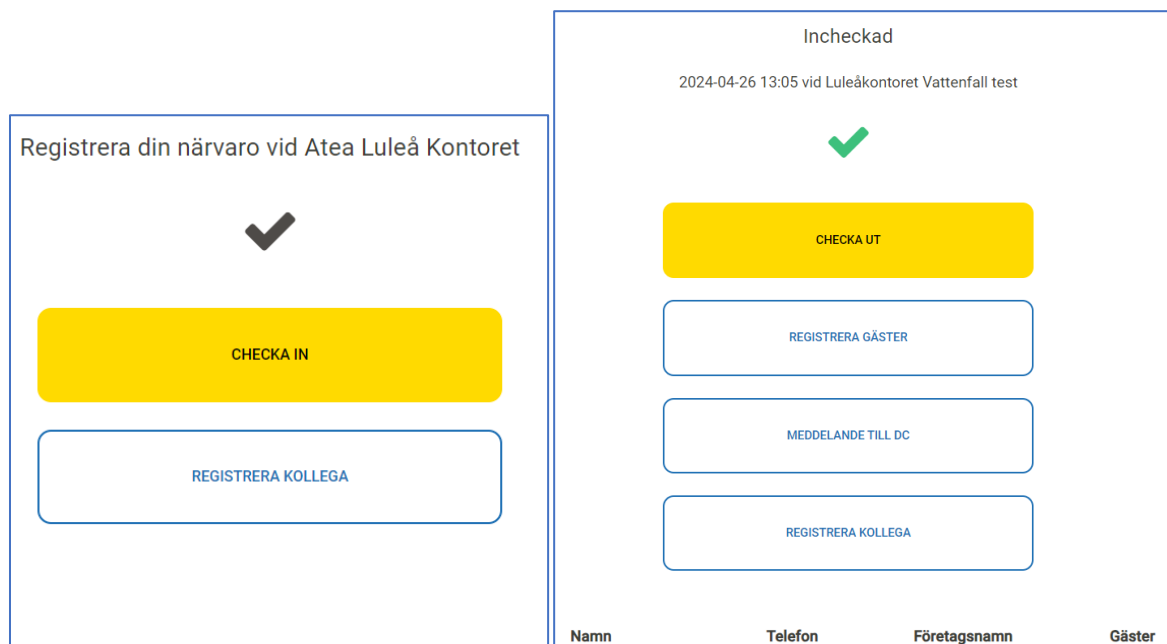 Registrera din närvaro vid Atea Luleå Kontoret
CHECKA IN
REGISTRERA KOLLEGA
Incheckad
2024-04-26 13:05 vid Luleåkontoret Vattenfall test
CHECKA UT
REGISTRERA GÄSTER
MEDDELANDE TILL DC
REGISTRERA KOLLEGA
Namn Telefon Företagsnamn Gäster